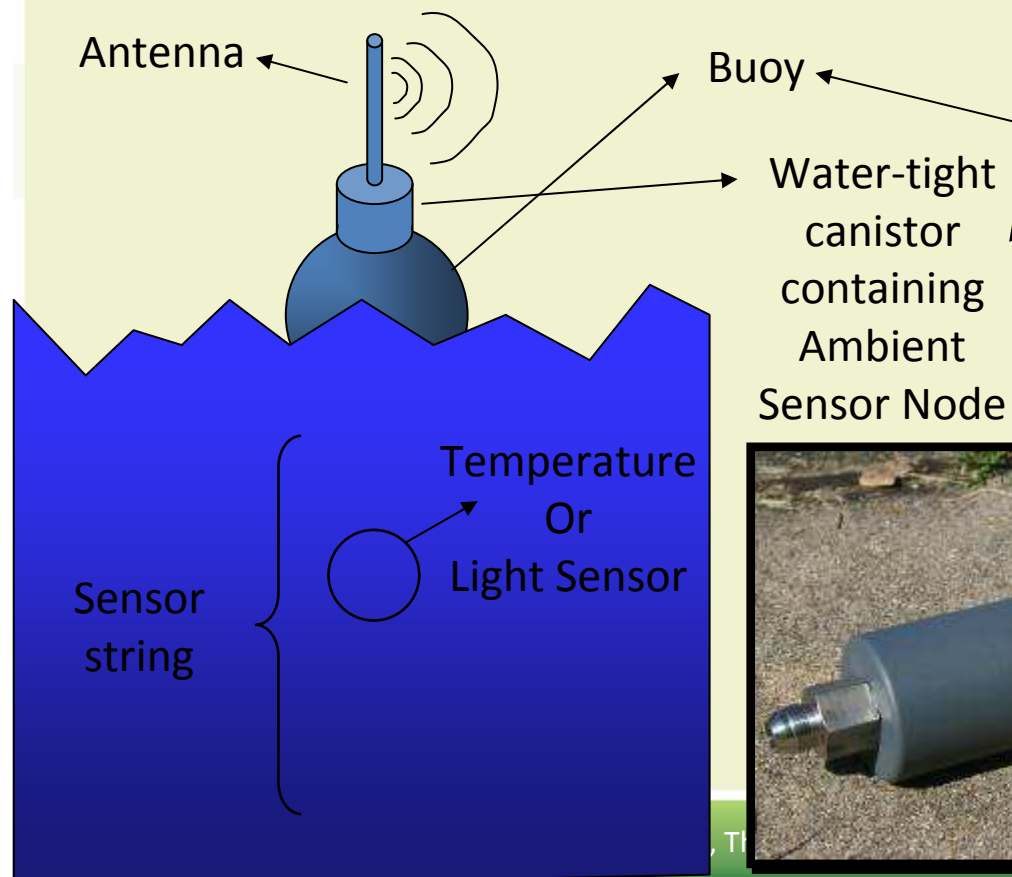 Antenna
Buoy
Water-tight
canistor
containing
Ambient
Sensor Node
Temperature
Or
Light Sensor
Sensor
string